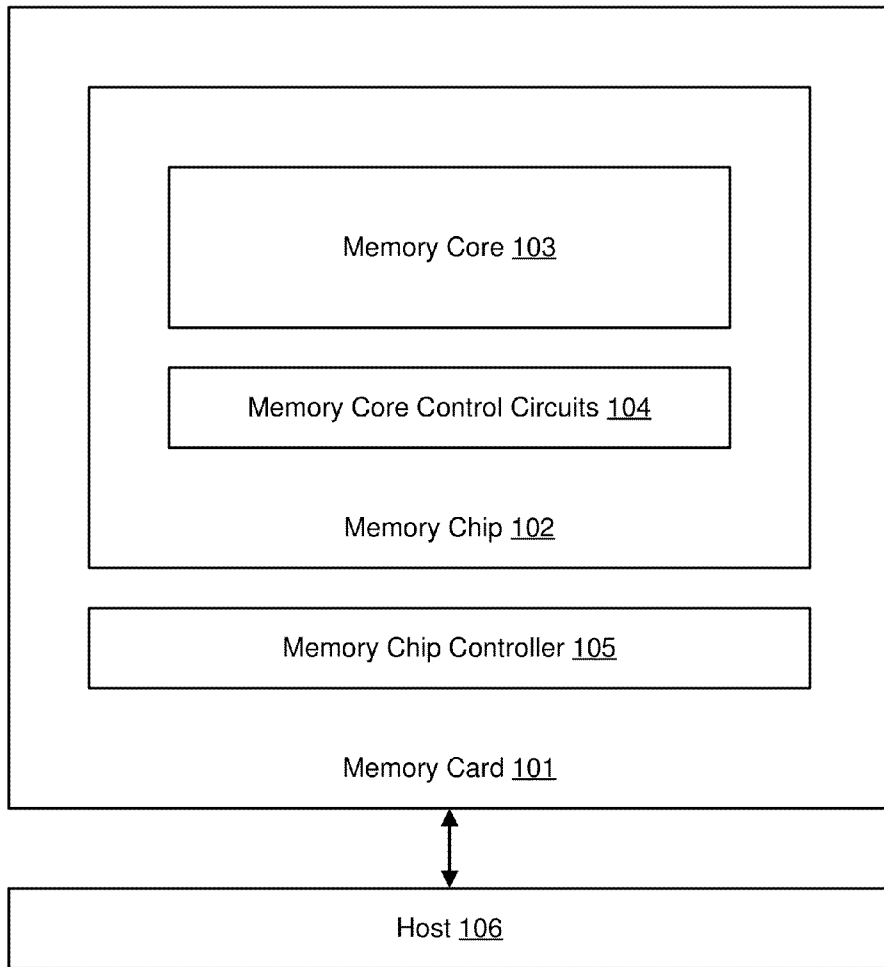 Memory Core 103
Memory Core Control Circuits 104
Memory Chip 102
Memory Chip Controller 105
Memory Card 101
Host 106